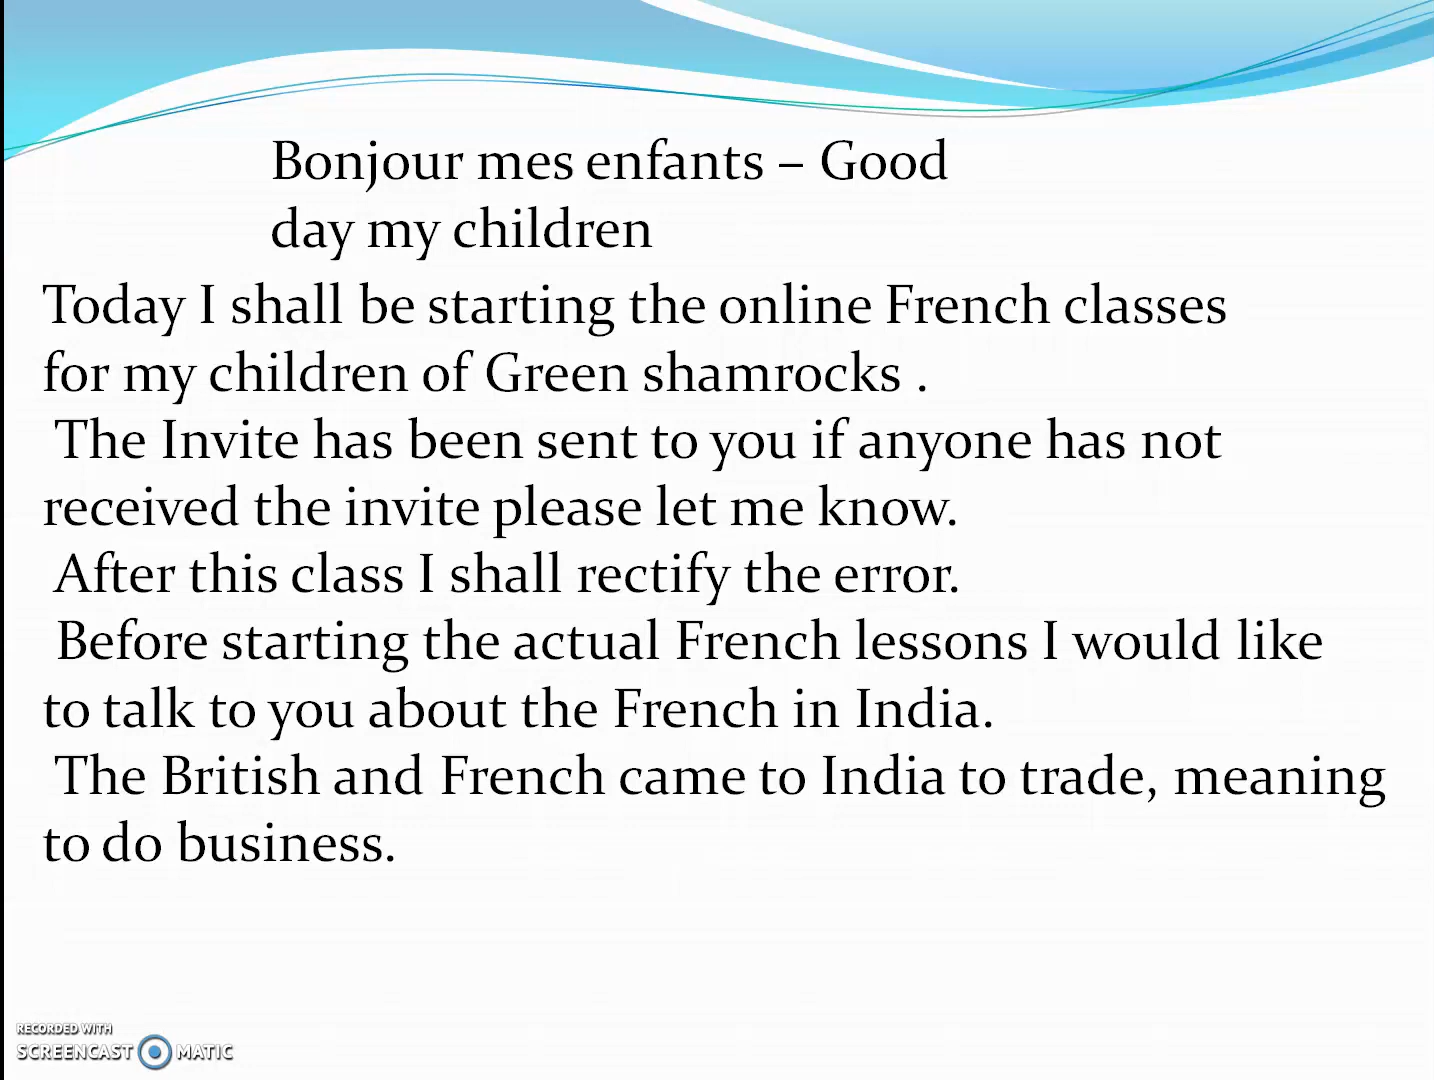 Bonjour mes enfants – Good
day my children
Today I shall be starting the online French classes
for my children of Green shamrocks .
The Invite has been sent to you if anyone has not
received the invite please let me know.
After this class I shall rectify the error.
Before starting the actual French lessons I would like
to talk to you about the French in India.
The British and French came to India to trade, meaning
to do business.
RECORDED WITH
SCREENCAST MATIC